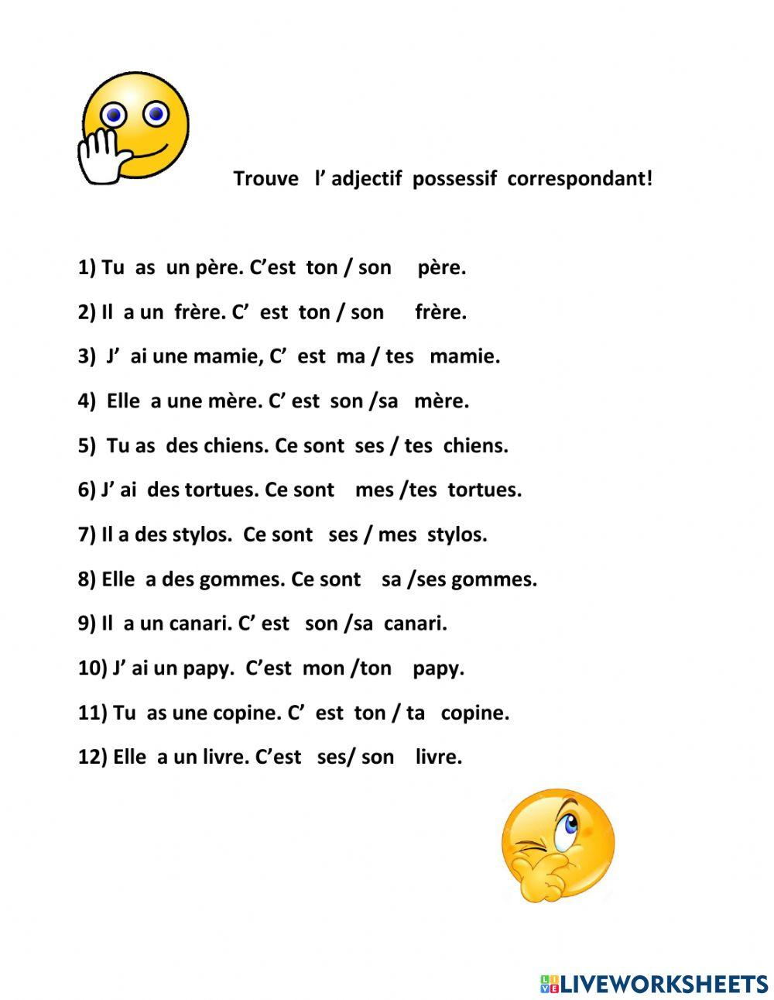 Trouve l' adjectif possessif correspondant!
1) Tu as un père. C'est ton / son père.
2) Il a un frère. C' est ton / son frère.
3) J' ai une mamie, C' est ma / tes mamie.
4) Elle a une mère. C' est son /sa mère.
5) Tu as des chiens. Ce sont ses / tes chiens.
6) J' ai des tortues. Ce sont mes /tes tortues.
7) Il a des stylos. Ce sont ses / mes stylos.
8) Elle a des gommes. Ce sont sa /ses gommes.
9) Il a un canari. C' est son /sa canari.
10) J' ai un papy. C'est mon /ton papy.
11) Tu as une copine. C' est ton / ta copine.
12) Elle a un livre. C'est ses/ son livre.
LIVE LIVEWORKSHEETS